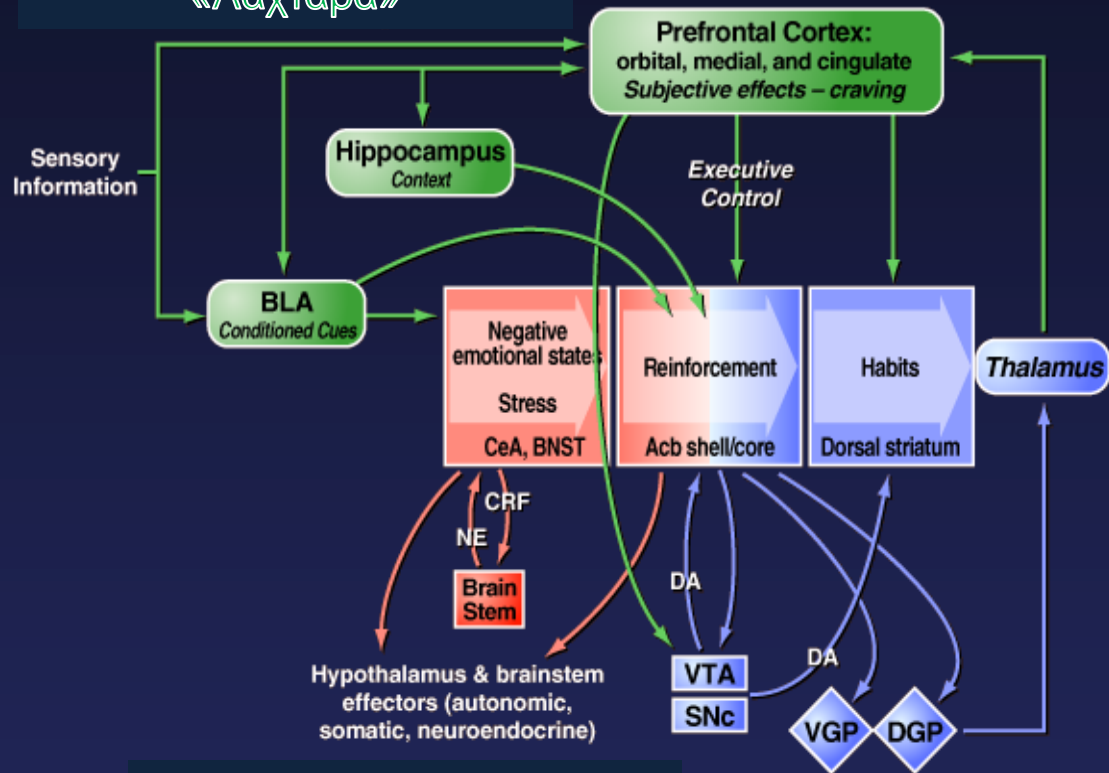 «Λαχτάρα»
Prefrontal Cortex:
orbital, medial, and cingulate
Subjective effects – craving
Sensory
Information
Hippocampus
Context
Executive
Control
BLA
Conditioned Cues
Negative
emotional states
Stress
CeA, BNST
Reinforcement
Acb shell/core
Habits
Dorsal striatum
Thalamus
CRF
NE
Brain
Stem
DA
DA
Hypothalamus & brainstem
effectors (autonomic,
somatic, neuroendocrine)
VTA
SNc
VGP
DGP